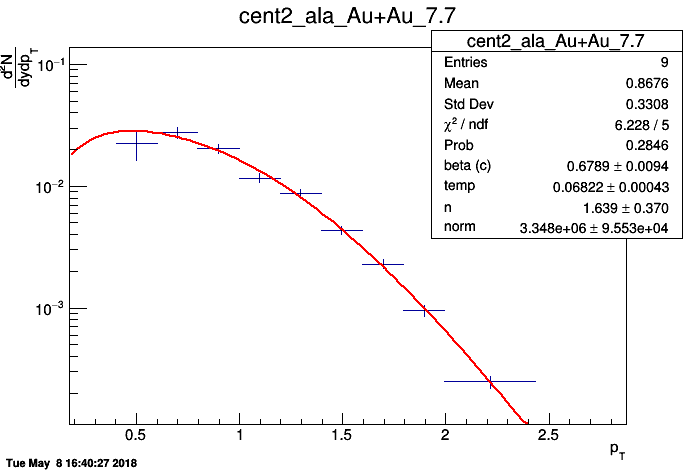 cent2_ala_Au+Au_7.7
d²N
dydp_T
cent2_ala_Au+Au_7.7
Entries 9
Mean 0.8676
Std Dev 0.3308
χ² / ndf 6.228 / 5
Prob 0.2846
beta (c) 0.6789 ± 0.0094
temp 0.06822 ± 0.00043
n 1.639 ± 0.370
norm 3.348e+06 ± 9.553e+04
10⁻¹
10⁻²
10⁻³
0.5 1 1.5 2 2.5
p_T
Tue May 8 16:40:27 2018